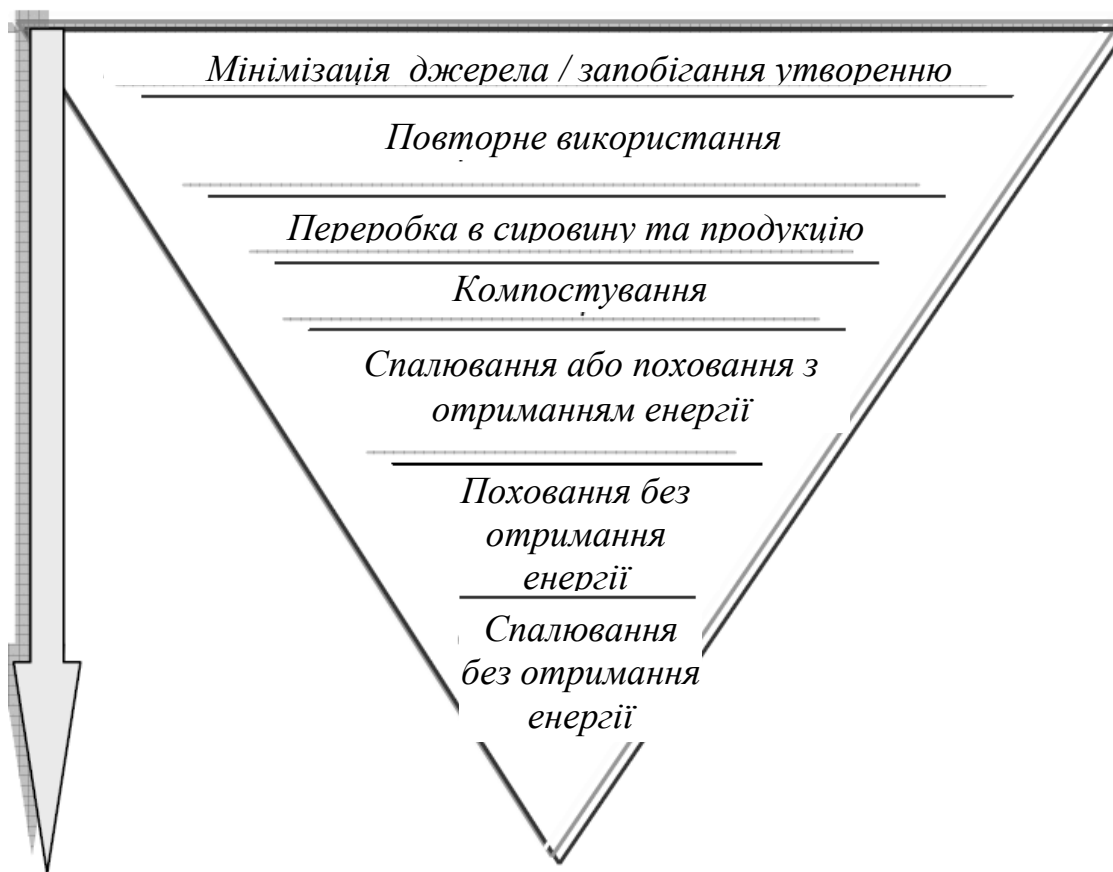 Мінімізація джерела / запобігання утворенню
Повторне використання
Переробка в сировину та продукцію
Компостування
Спалювання або поховання з
отриманням енергії
Поховання без
отримання
енергії
Спалювання
без отримання
енергії